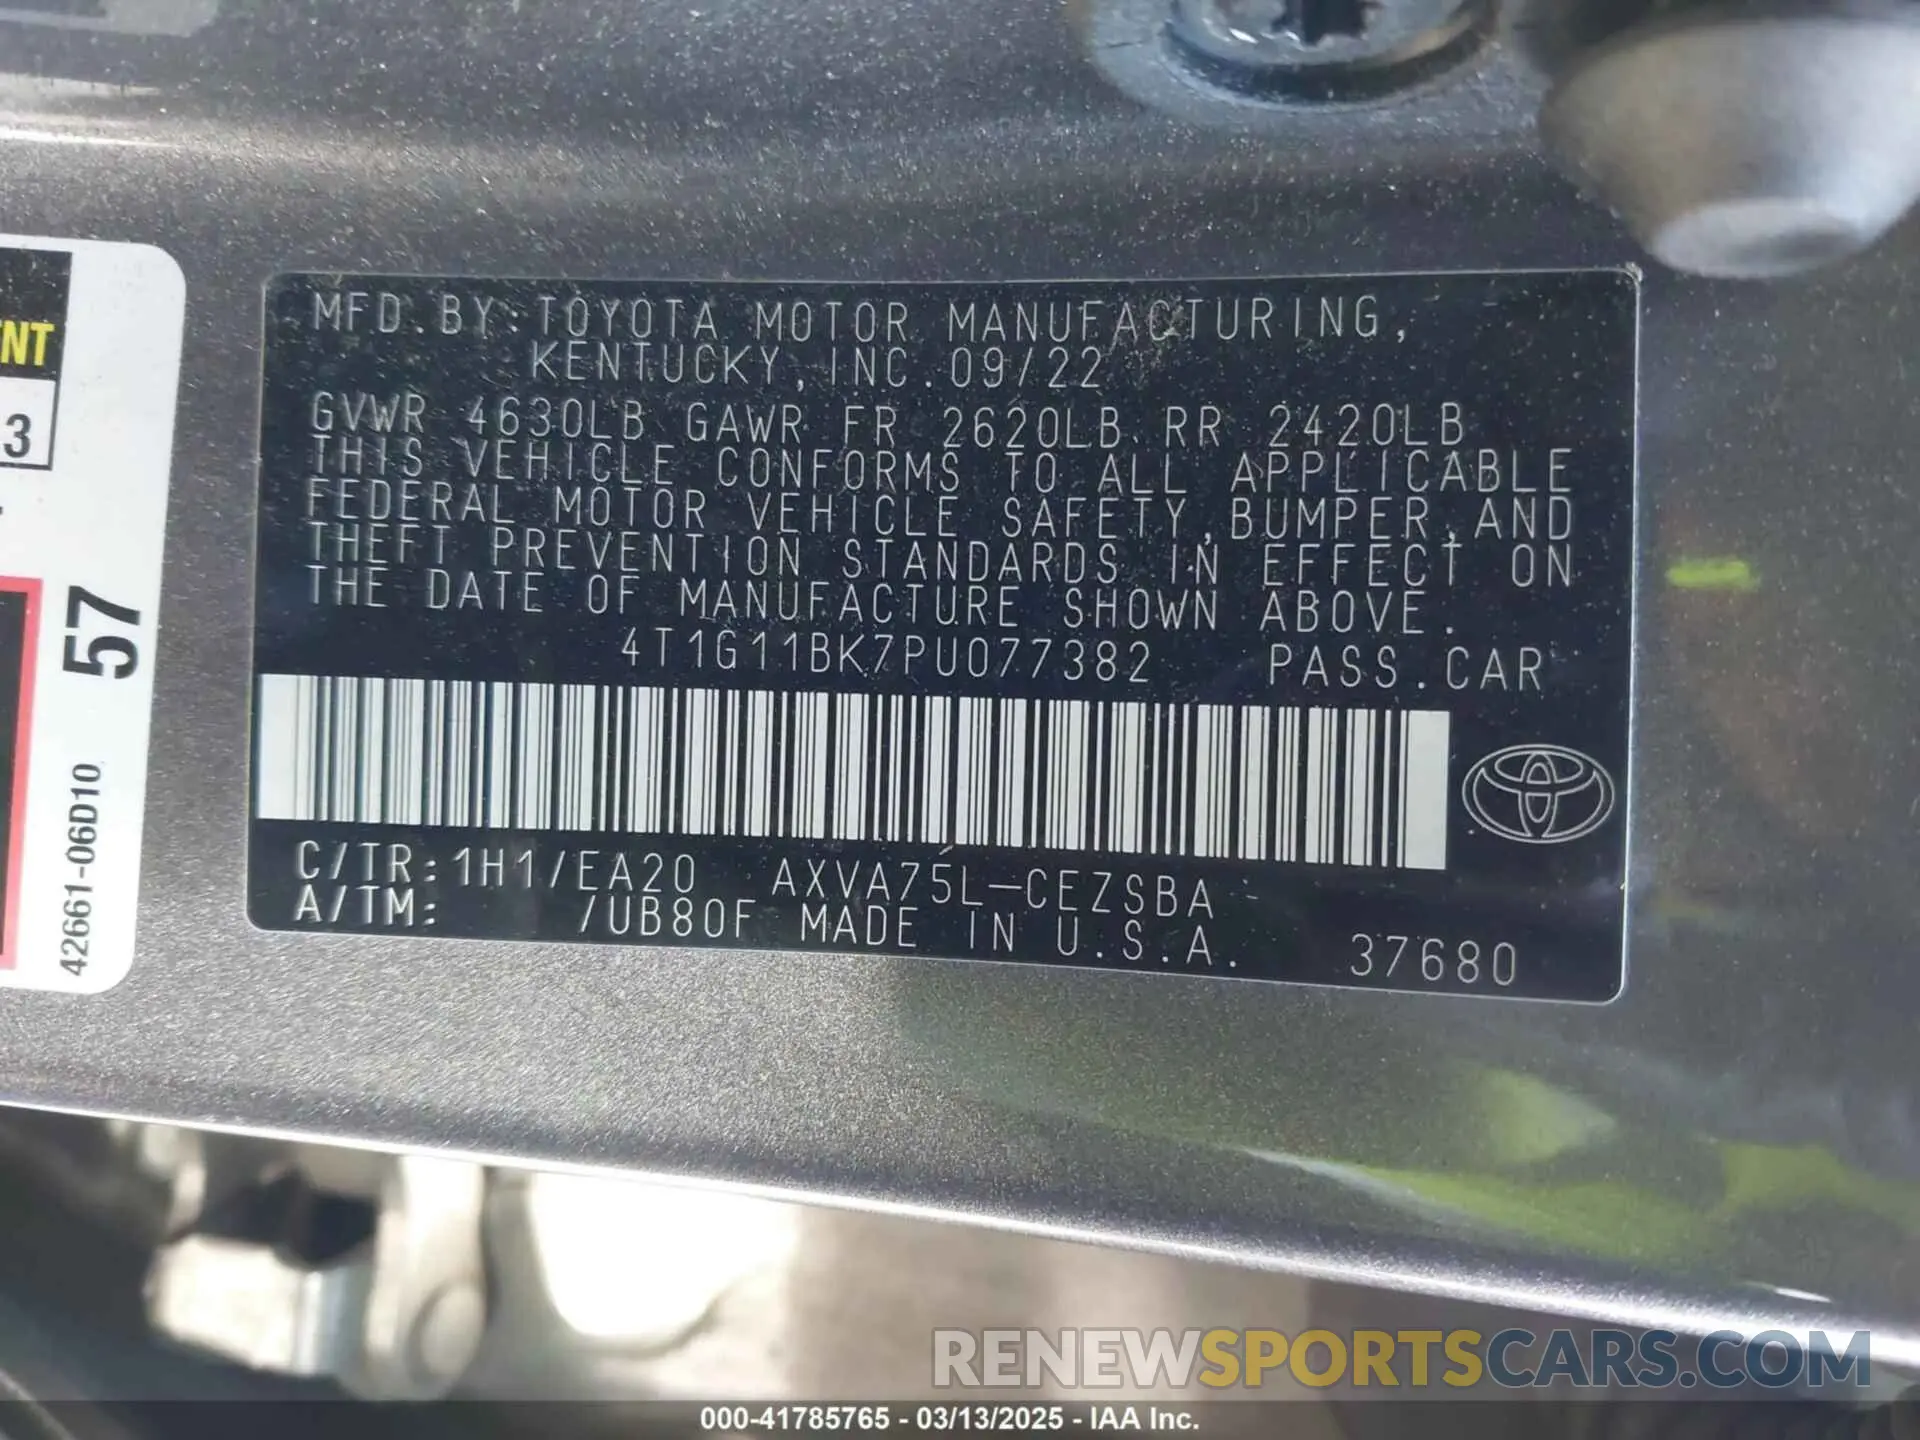 MFD.BY:TOYOTA MOTOR MANUFACTURING,
KENTUCKY,INC.09/22
GVWR 4630LB GAWR FR 2620LB RR 2420LB
THIS VEHICLE CONFORMS TO ALL APPLICABLE
FEDERAL MOTOR VEHICLE SAFETY,BUMPER,AND
THEFT PREVENTION STANDARDS IN EFFECT ON
THE DATE OF MANUFACTURE SHOWN ABOVE.
4T1G11BK7PU077382 PASS.CAR
C/TR:1H1/EA20 AXVA75L-CEZSBA
A/TM: /UB80F MADE IN U.S.A. 37680
3
57
42661-06D10
RENEWSPORTSCARS.COM
000-41785765 - 03/13/2025 - IAA Inc.